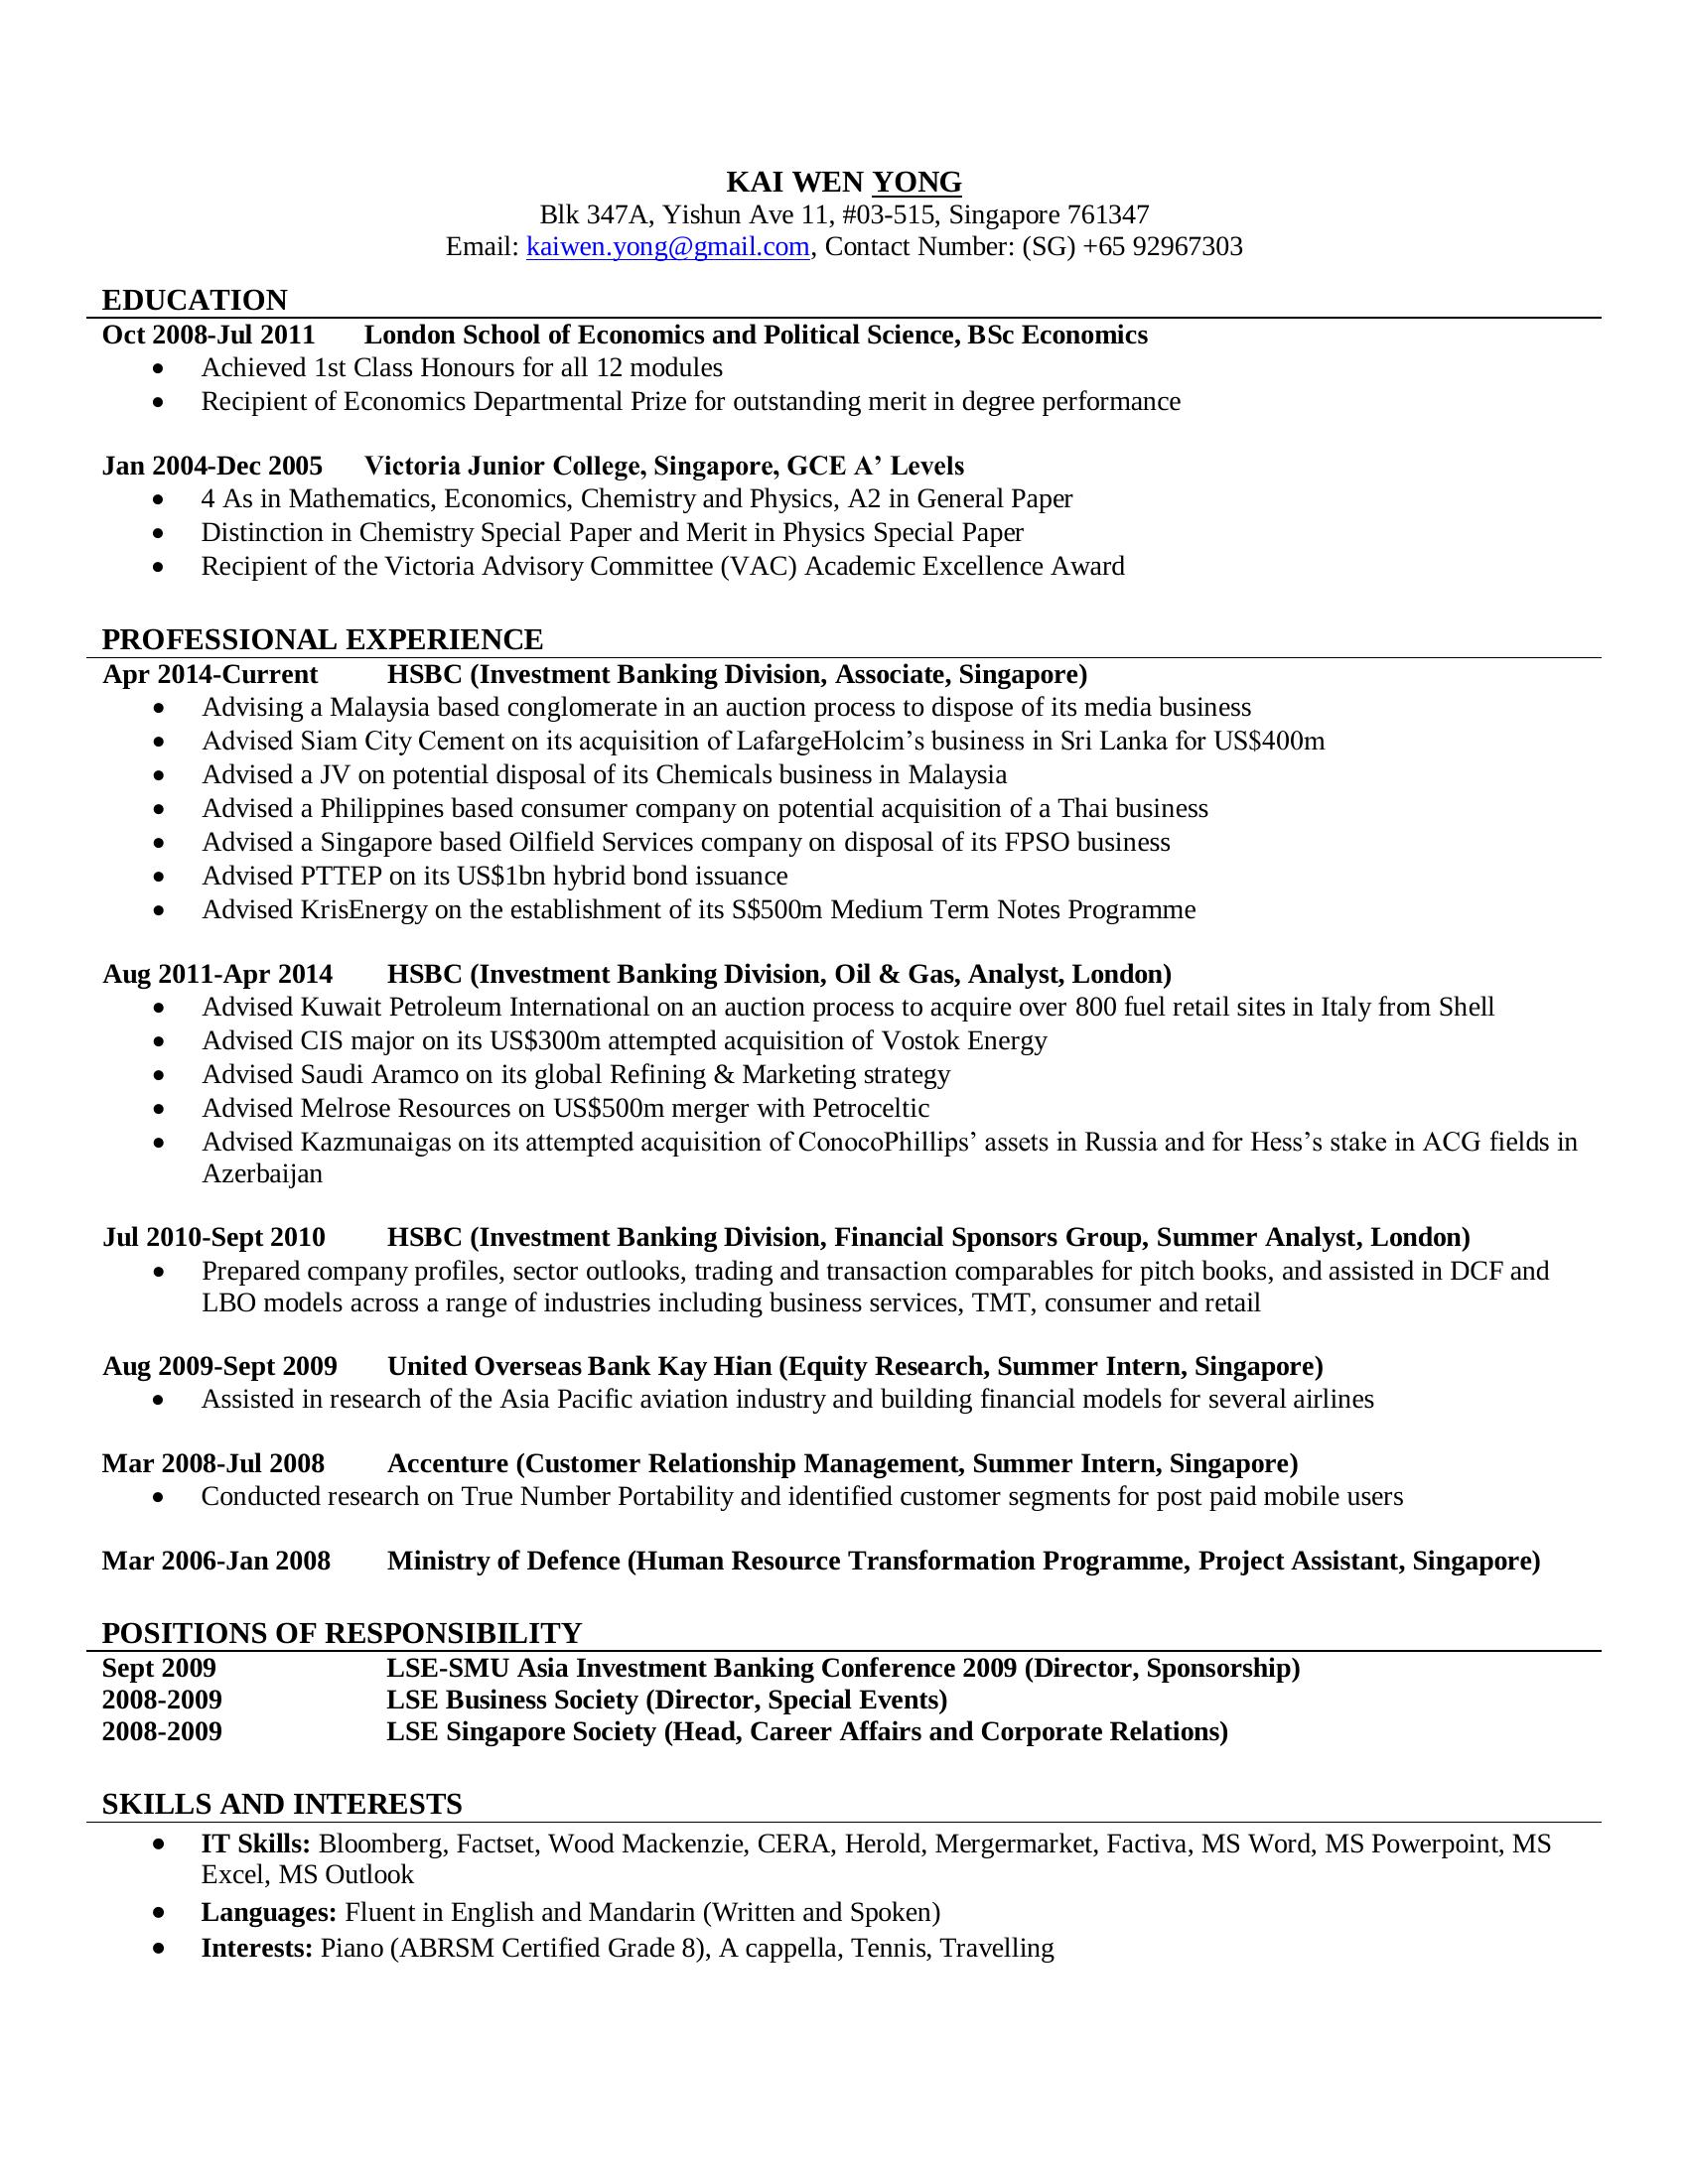 KAI WEN YONG
Blk 347A, Yishun Ave 11, #03-515, Singapore 761347
Email: kaiwen.yong@gmail.com, Contact Number: (SG) +65 92967303
EDUCATION
Oct 2008-Jul 2011 London School of Economics and Political Science, BSc Economics
• Achieved 1st Class Honours for all 12 modules
• Recipient of Economics Departmental Prize for outstanding merit in degree performance
Jan 2004-Dec 2005 Victoria Junior College, Singapore, GCE A’ Levels
• 4 As in Mathematics, Economics, Chemistry and Physics, A2 in General Paper
• Distinction in Chemistry Special Paper and Merit in Physics Special Paper
• Recipient of the Victoria Advisory Committee (VAC) Academic Excellence Award
PROFESSIONAL EXPERIENCE
Apr 2014-Current HSBC (Investment Banking Division, Associate, Singapore)
• Advising a Malaysia based conglomerate in an auction process to dispose of its media business
• Advised Siam City Cement on its acquisition of LafargeHolcim’s business in Sri Lanka for US$400m
• Advised a JV on potential disposal of its Chemicals business in Malaysia
• Advised a Philippines based consumer company on potential acquisition of a Thai business
• Advised a Singapore based Oilfield Services company on disposal of its FPSO business
• Advised PTTEP on its US$1bn hybrid bond issuance
• Advised KrisEnergy on the establishment of its S$500m Medium Term Notes Programme
Aug 2011-Apr 2014 HSBC (Investment Banking Division, Oil & Gas, Analyst, London)
• Advised Kuwait Petroleum International on an auction process to acquire over 800 fuel retail sites in Italy from Shell
• Advised CIS major on its US$300m attempted acquisition of Vostok Energy
• Advised Saudi Aramco on its global Refining & Marketing strategy
• Advised Melrose Resources on US$500m merger with Petroceltic
• Advised Kazmunaigas on its attempted acquisition of ConocoPhillips’ assets in Russia and for Hess’s stake in ACG fields in
Azerbaijan
Jul 2010-Sept 2010 HSBC (Investment Banking Division, Financial Sponsors Group, Summer Analyst, London)
• Prepared company profiles, sector outlooks, trading and transaction comparables for pitch books, and assisted in DCF and
LBO models across a range of industries including business services, TMT, consumer and retail
Aug 2009-Sept 2009 United Overseas Bank Kay Hian (Equity Research, Summer Intern, Singapore)
• Assisted in research of the Asia Pacific aviation industry and building financial models for several airlines
Mar 2008-Jul 2008 Accenture (Customer Relationship Management, Summer Intern, Singapore)
• Conducted research on True Number Portability and identified customer segments for post paid mobile users
Mar 2006-Jan 2008 Ministry of Defence (Human Resource Transformation Programme, Project Assistant, Singapore)
POSITIONS OF RESPONSIBILITY
Sept 2009 LSE-SMU Asia Investment Banking Conference 2009 (Director, Sponsorship)
2008-2009 LSE Business Society (Director, Special Events)
2008-2009 LSE Singapore Society (Head, Career Affairs and Corporate Relations)
SKILLS AND INTERESTS
• IT Skills: Bloomberg, Factset, Wood Mackenzie, CERA, Herold, Mergermarket, Factiva, MS Word, MS Powerpoint, MS
Excel, MS Outlook
• Languages: Fluent in English and Mandarin (Written and Spoken)
• Interests: Piano (ABRSM Certified Grade 8), A cappella, Tennis, Travelling